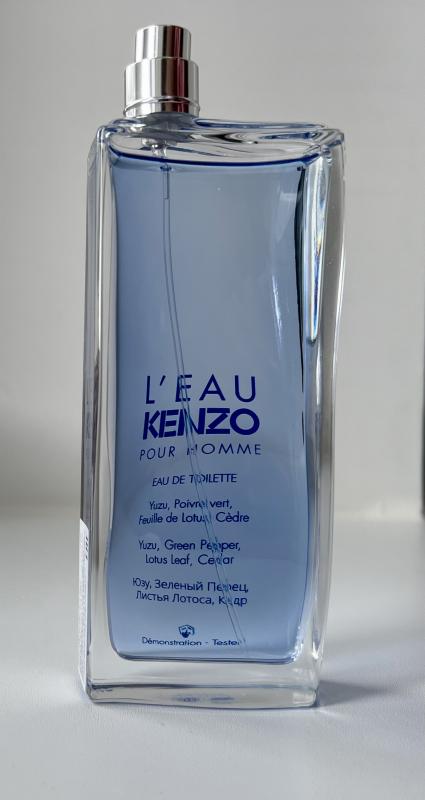 L'EAU
KENZO
POUR HOMME
EAU DE TOILETTE
Yuzu, Poivre vert,
Feuille de Lotus, Cèdre
Yuzu, Green Pepper,
Lotus Leaf, Cedar
Юзу, Зеленый Перец,
Листья Лотоса, Кедр
Démonstration - Tester